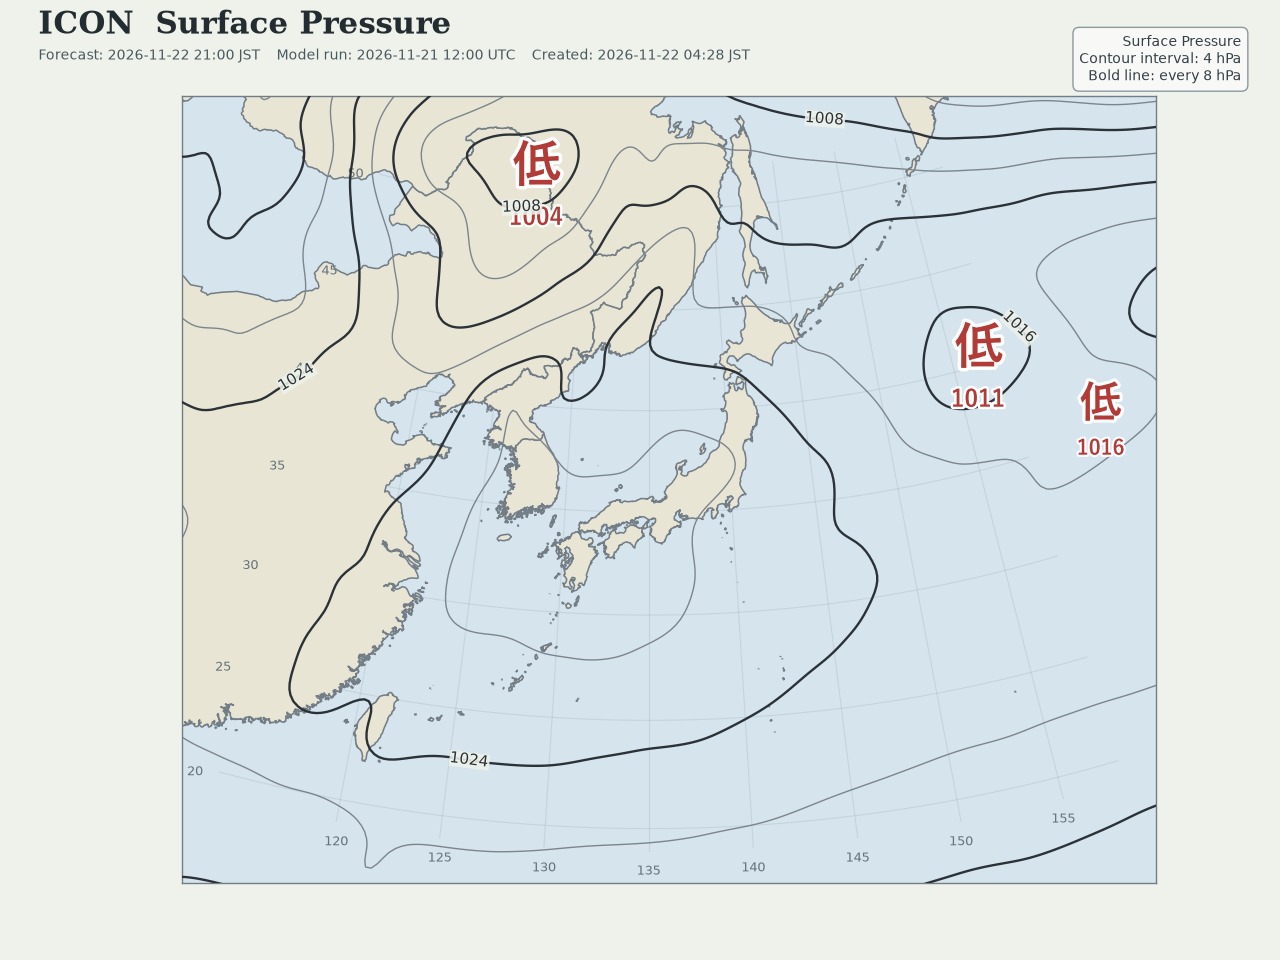 ICON  Surface Pressure
Forecast: 2026-11-22 21:00 JST    Model run: 2026-11-21 12:00 UTC    Created: 2026-11-22 04:28 JST
Surface Pressure
Contour interval: 4 hPa
Bold line: every 8 hPa
1008
低
50
1008
1004
45
1016
低
1024
1011
低
1016
35
30
25
1024
20
155
120
150
125
145
130
140
135